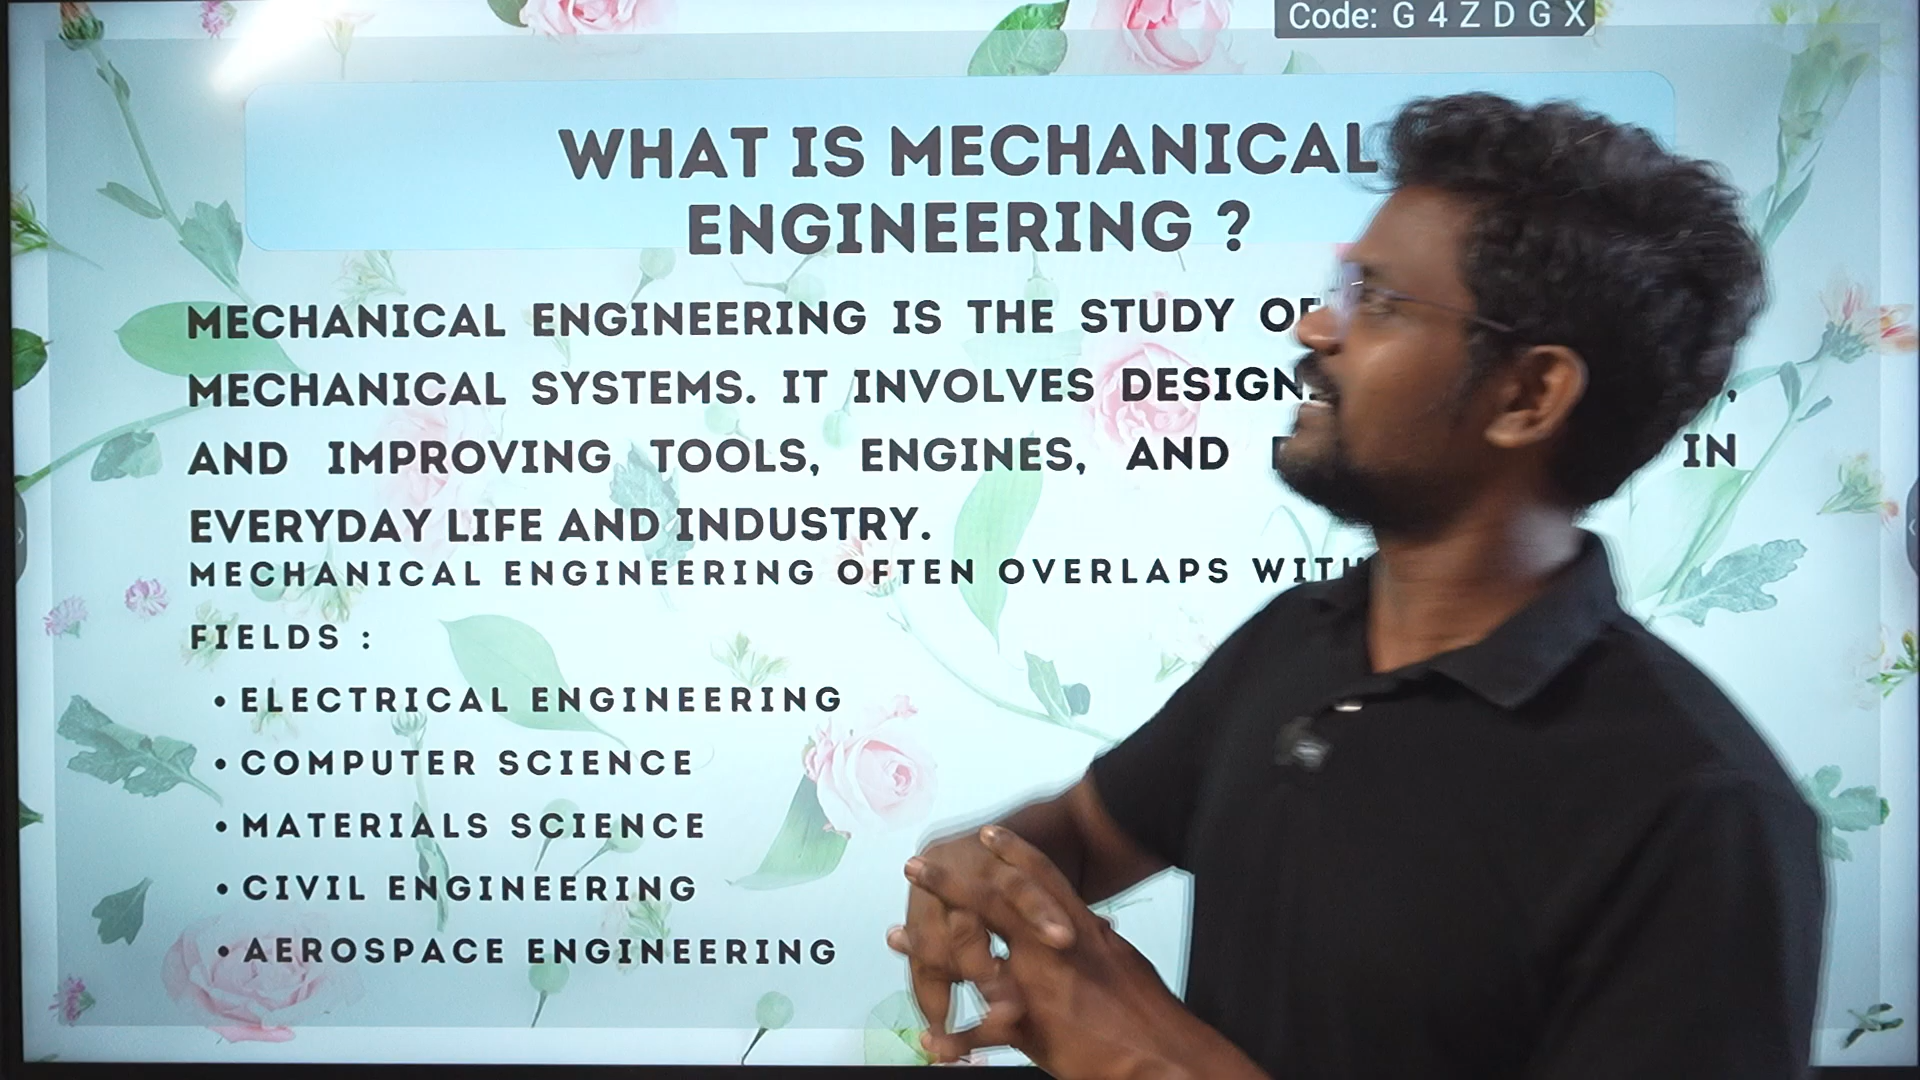 Code: G 4 Z D G X
WHAT IS MECHANICAL
ENGINEERING ?
MECHANICAL ENGINEERING IS THE STUDY OF
MECHANICAL SYSTEMS. IT INVOLVES
AND IMPROVING TOOLS, ENGINES, AND IN
EVERYDAY LIFE AND INDUSTRY.
MECHANICAL ENGINEERING OFTEN OVERLAPS WITH
FIELDS :
• ELECTRICAL ENGINEERING
• COMPUTER SCIENCE
• MATERIALS SCIENCE
• CIVIL ENGINEERING
• AEROSPACE ENGINEERING